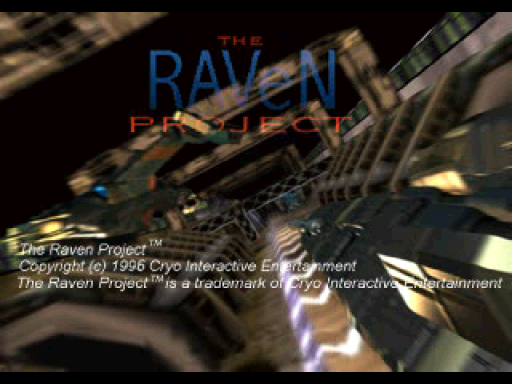 THE
RAVeN
PROJECT
The Raven Project™
Copyright (c) 1995 Cryo Interactive Entertainment
The Raven Project™ is a trademark of Cryo Interactive Entertainment